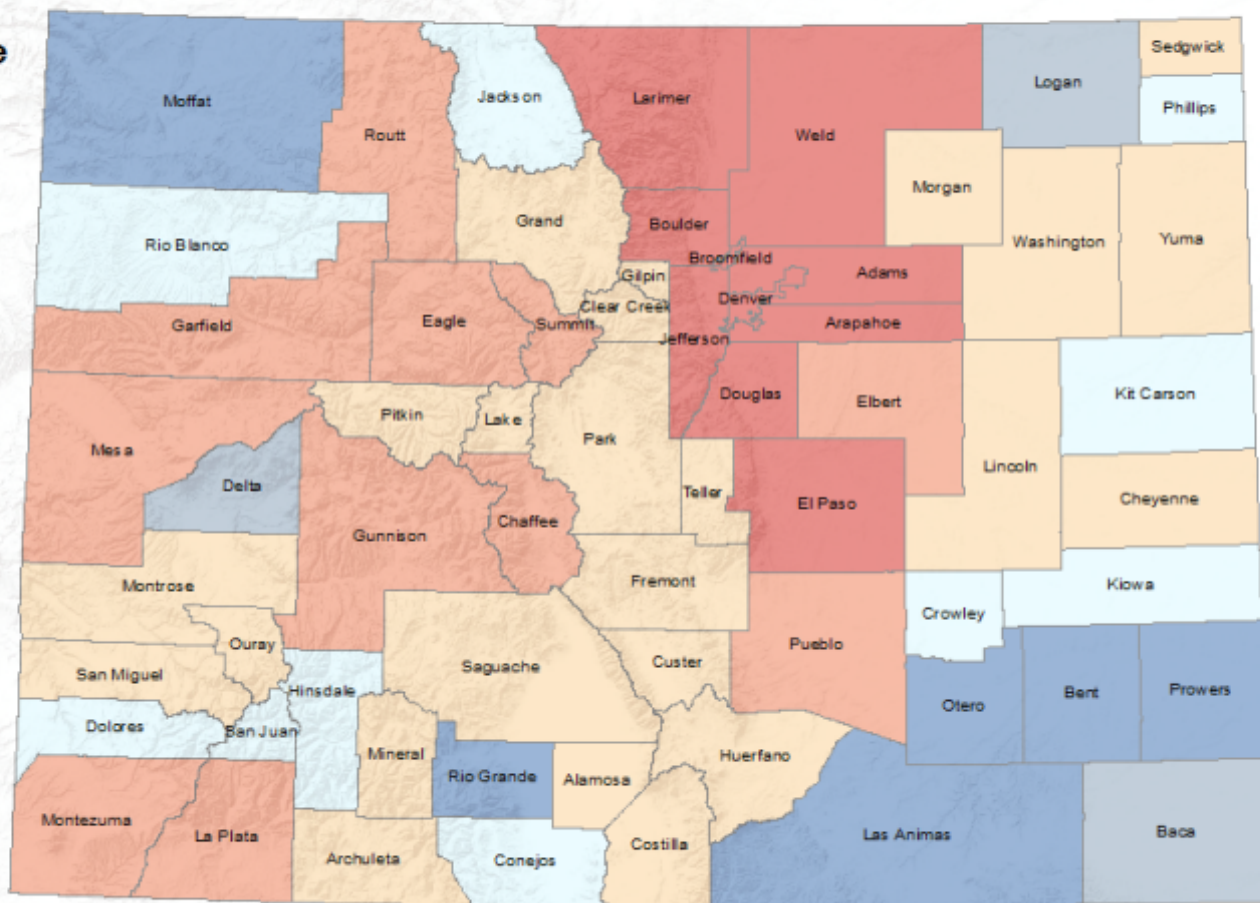 e
Sedgwick
Logan
Moffat
Jackson
Larimer
Phillips
Routt
Weld
Morgan
Grand
Boulder
Rio Blanco
Washington
Yuma
Broomfield
Gilpin
Adams
Clear Creek
Denver
Garfield
Eagle
Summit
Arapahoe
Jefferson
Douglas
Kit Carson
Elbert
Pitkin
Lake
Park
Mesa
Lincoln
Delta
Teller
Cheyenne
El Paso
Chaffee
Gunnison
Montrose
Fremont
Kiowa
Crowley
Ouray
Pueblo
Saguache
Custer
San Miguel
Hinsdale
Otero
Bent
Prowers
Dolores
San Juan
Mineral
Huerfano
Rio Grande
Alamosa
Montezuma
La Plata
Las Animas
Baca
Costilla
Archuleta
Conejos